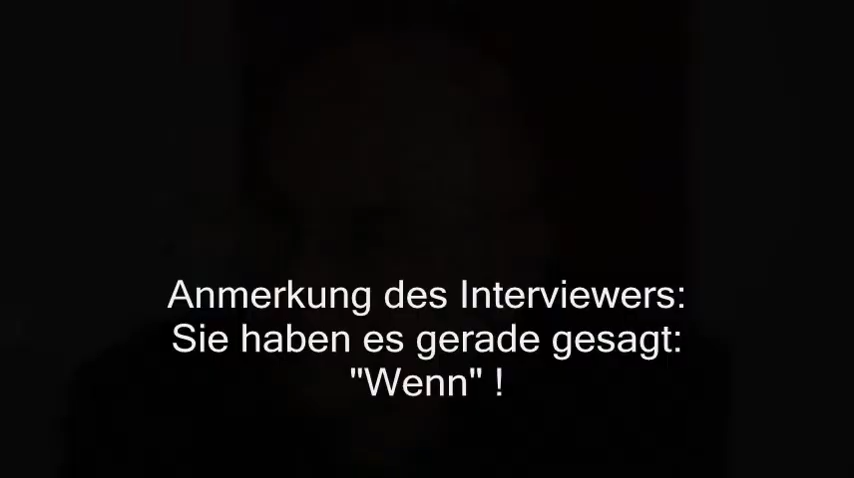 Anmerkung des Interviewers:
Sie haben es gerade gesagt:
"Wenn" !